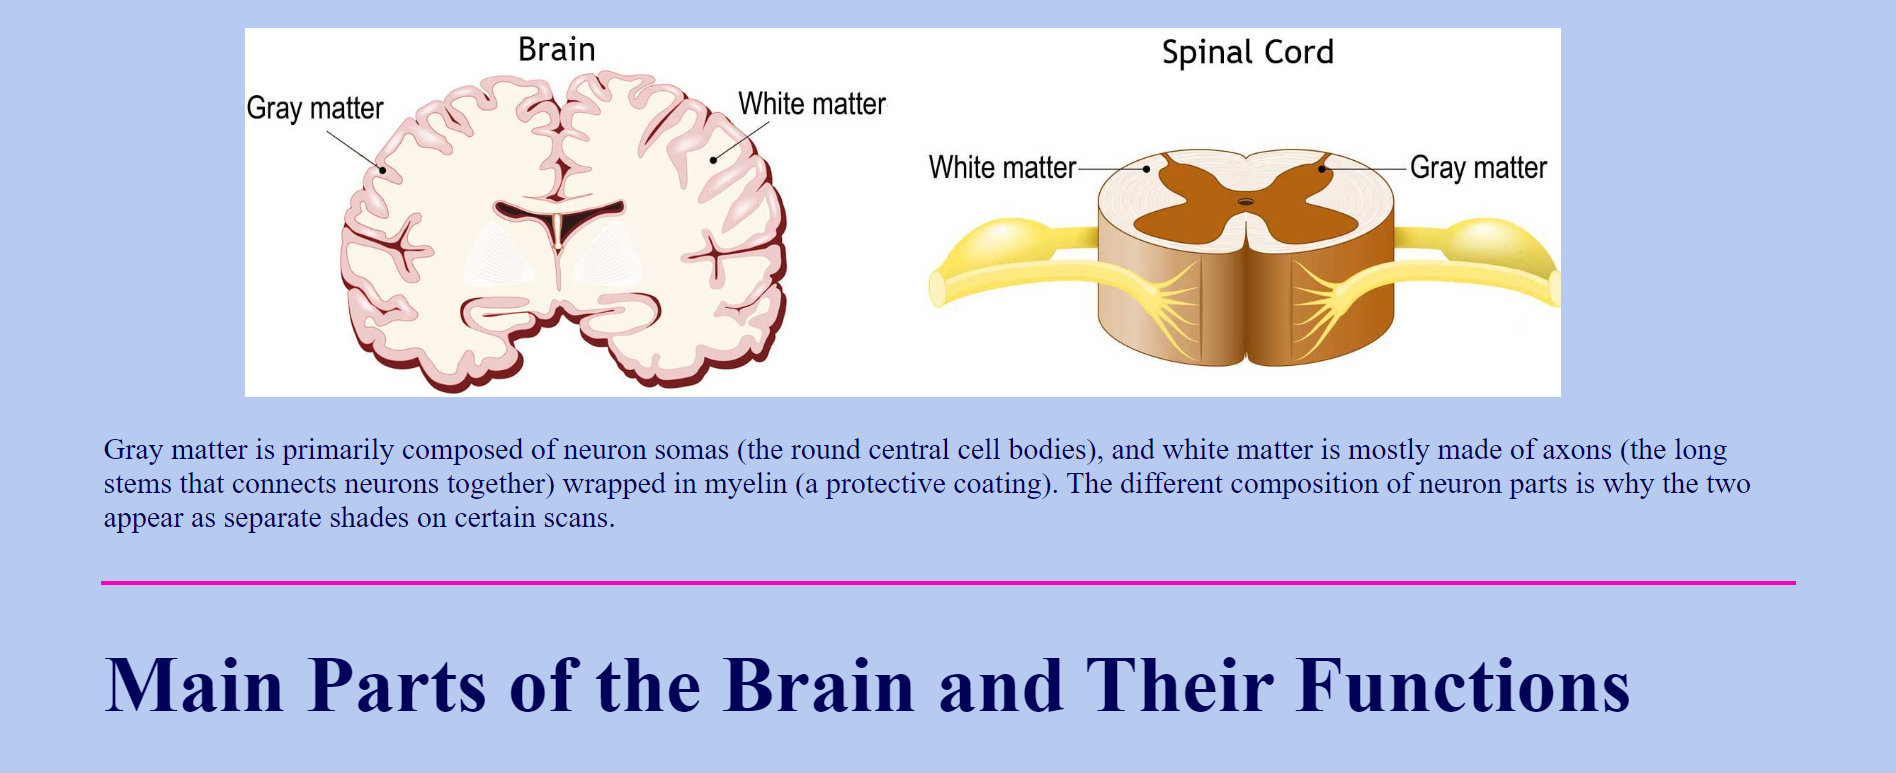 Brain
Spinal Cord
Gray matter
White matter
White matter
Gray matter
Gray matter is primarily composed of neuron somas (the round central cell bodies), and white matter is mostly made of axons (the long
stems that connects neurons together) wrapped in myelin (a protective coating). The different composition of neuron parts is why the two
appear as separate shades on certain scans.
Main Parts of the Brain and Their Functions